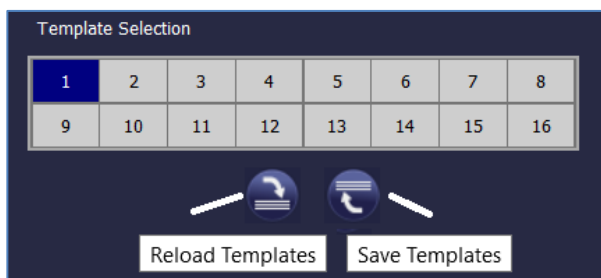 Template Selection
1 2 3 4 5 6 7 8
9 10 11 12 13 14 15 16
Reload Templates Save Templates